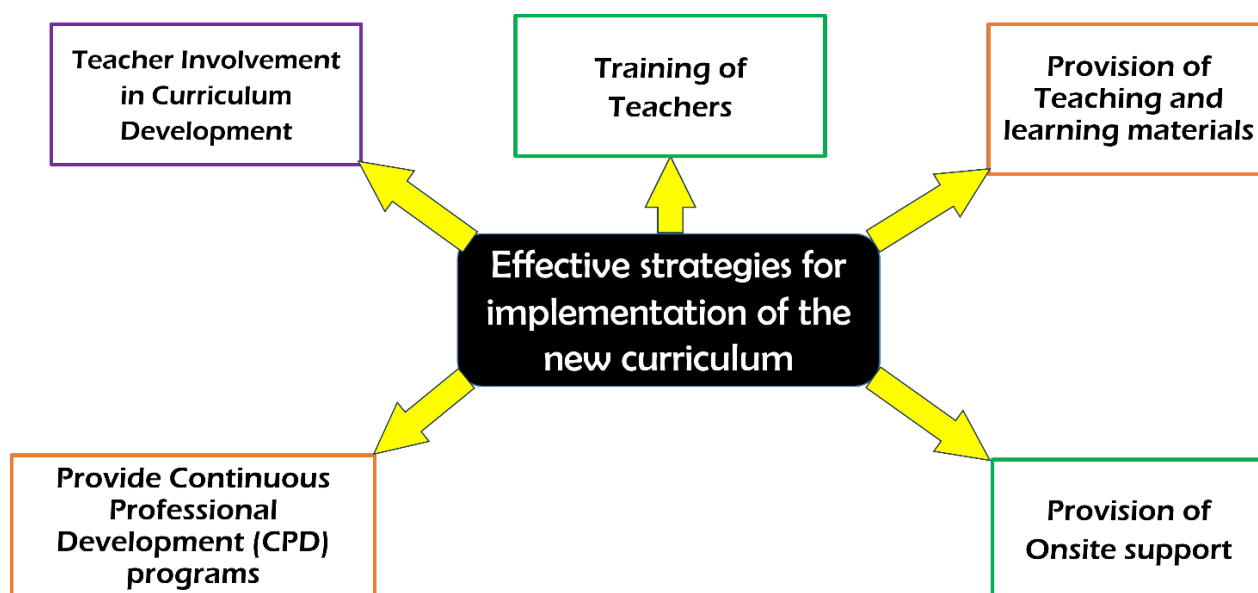 Teacher Involvement
in Curriculum
Development
Training of
Teachers
Provision of
Teaching and
learning materials
Effective strategies for
implementation of the
new curriculum
Provide Continuous
Professional
Development (CPD)
programs
Provision of
Onsite support